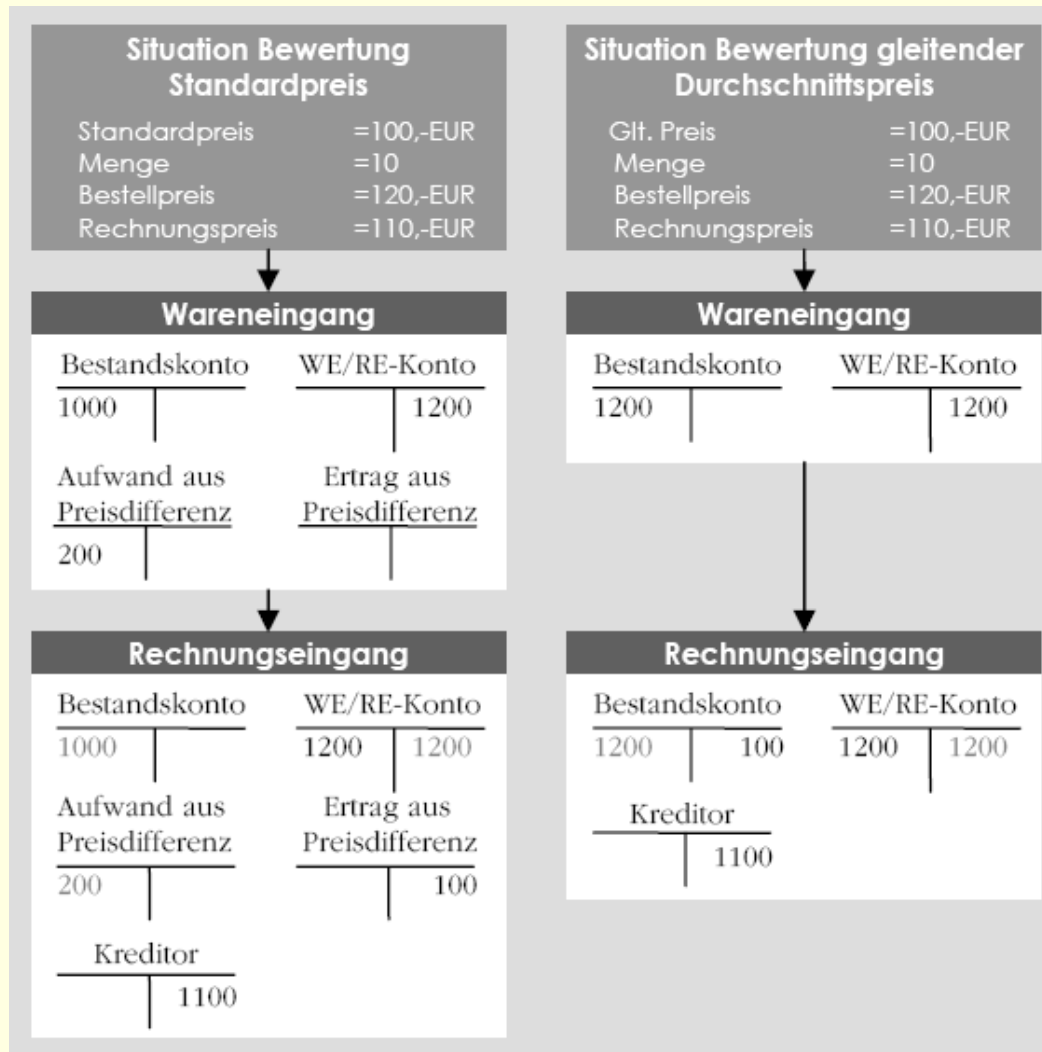 Situation Bewertung
Standardpreis
Standardpreis =100,-EUR
Menge =10
Bestellpreis =120,-EUR
Rechnungspreis =110,-EUR
Wareneingang
Bestandskonto WE/RE-Konto
1000 1200
Aufwand aus Ertrag aus
Preisdifferenz Preisdifferenz
200
Rechnungseingang
Bestandskonto WE/RE-Konto
1000 1200 1200
Aufwand aus Ertrag aus
Preisdifferenz Preisdifferenz
200 100
Kreditor
1100
Situation Bewertung gleitender
Durchschnittspreis
Glt. Preis =100,-EUR
Menge =10
Bestellpreis =120,-EUR
Rechnungspreis =110,-EUR
Wareneingang
Bestandskonto WE/RE-Konto
1200 1200
Rechnungseingang
Bestandskonto WE/RE-Konto
1200 100 1200 1200
Kreditor
1100